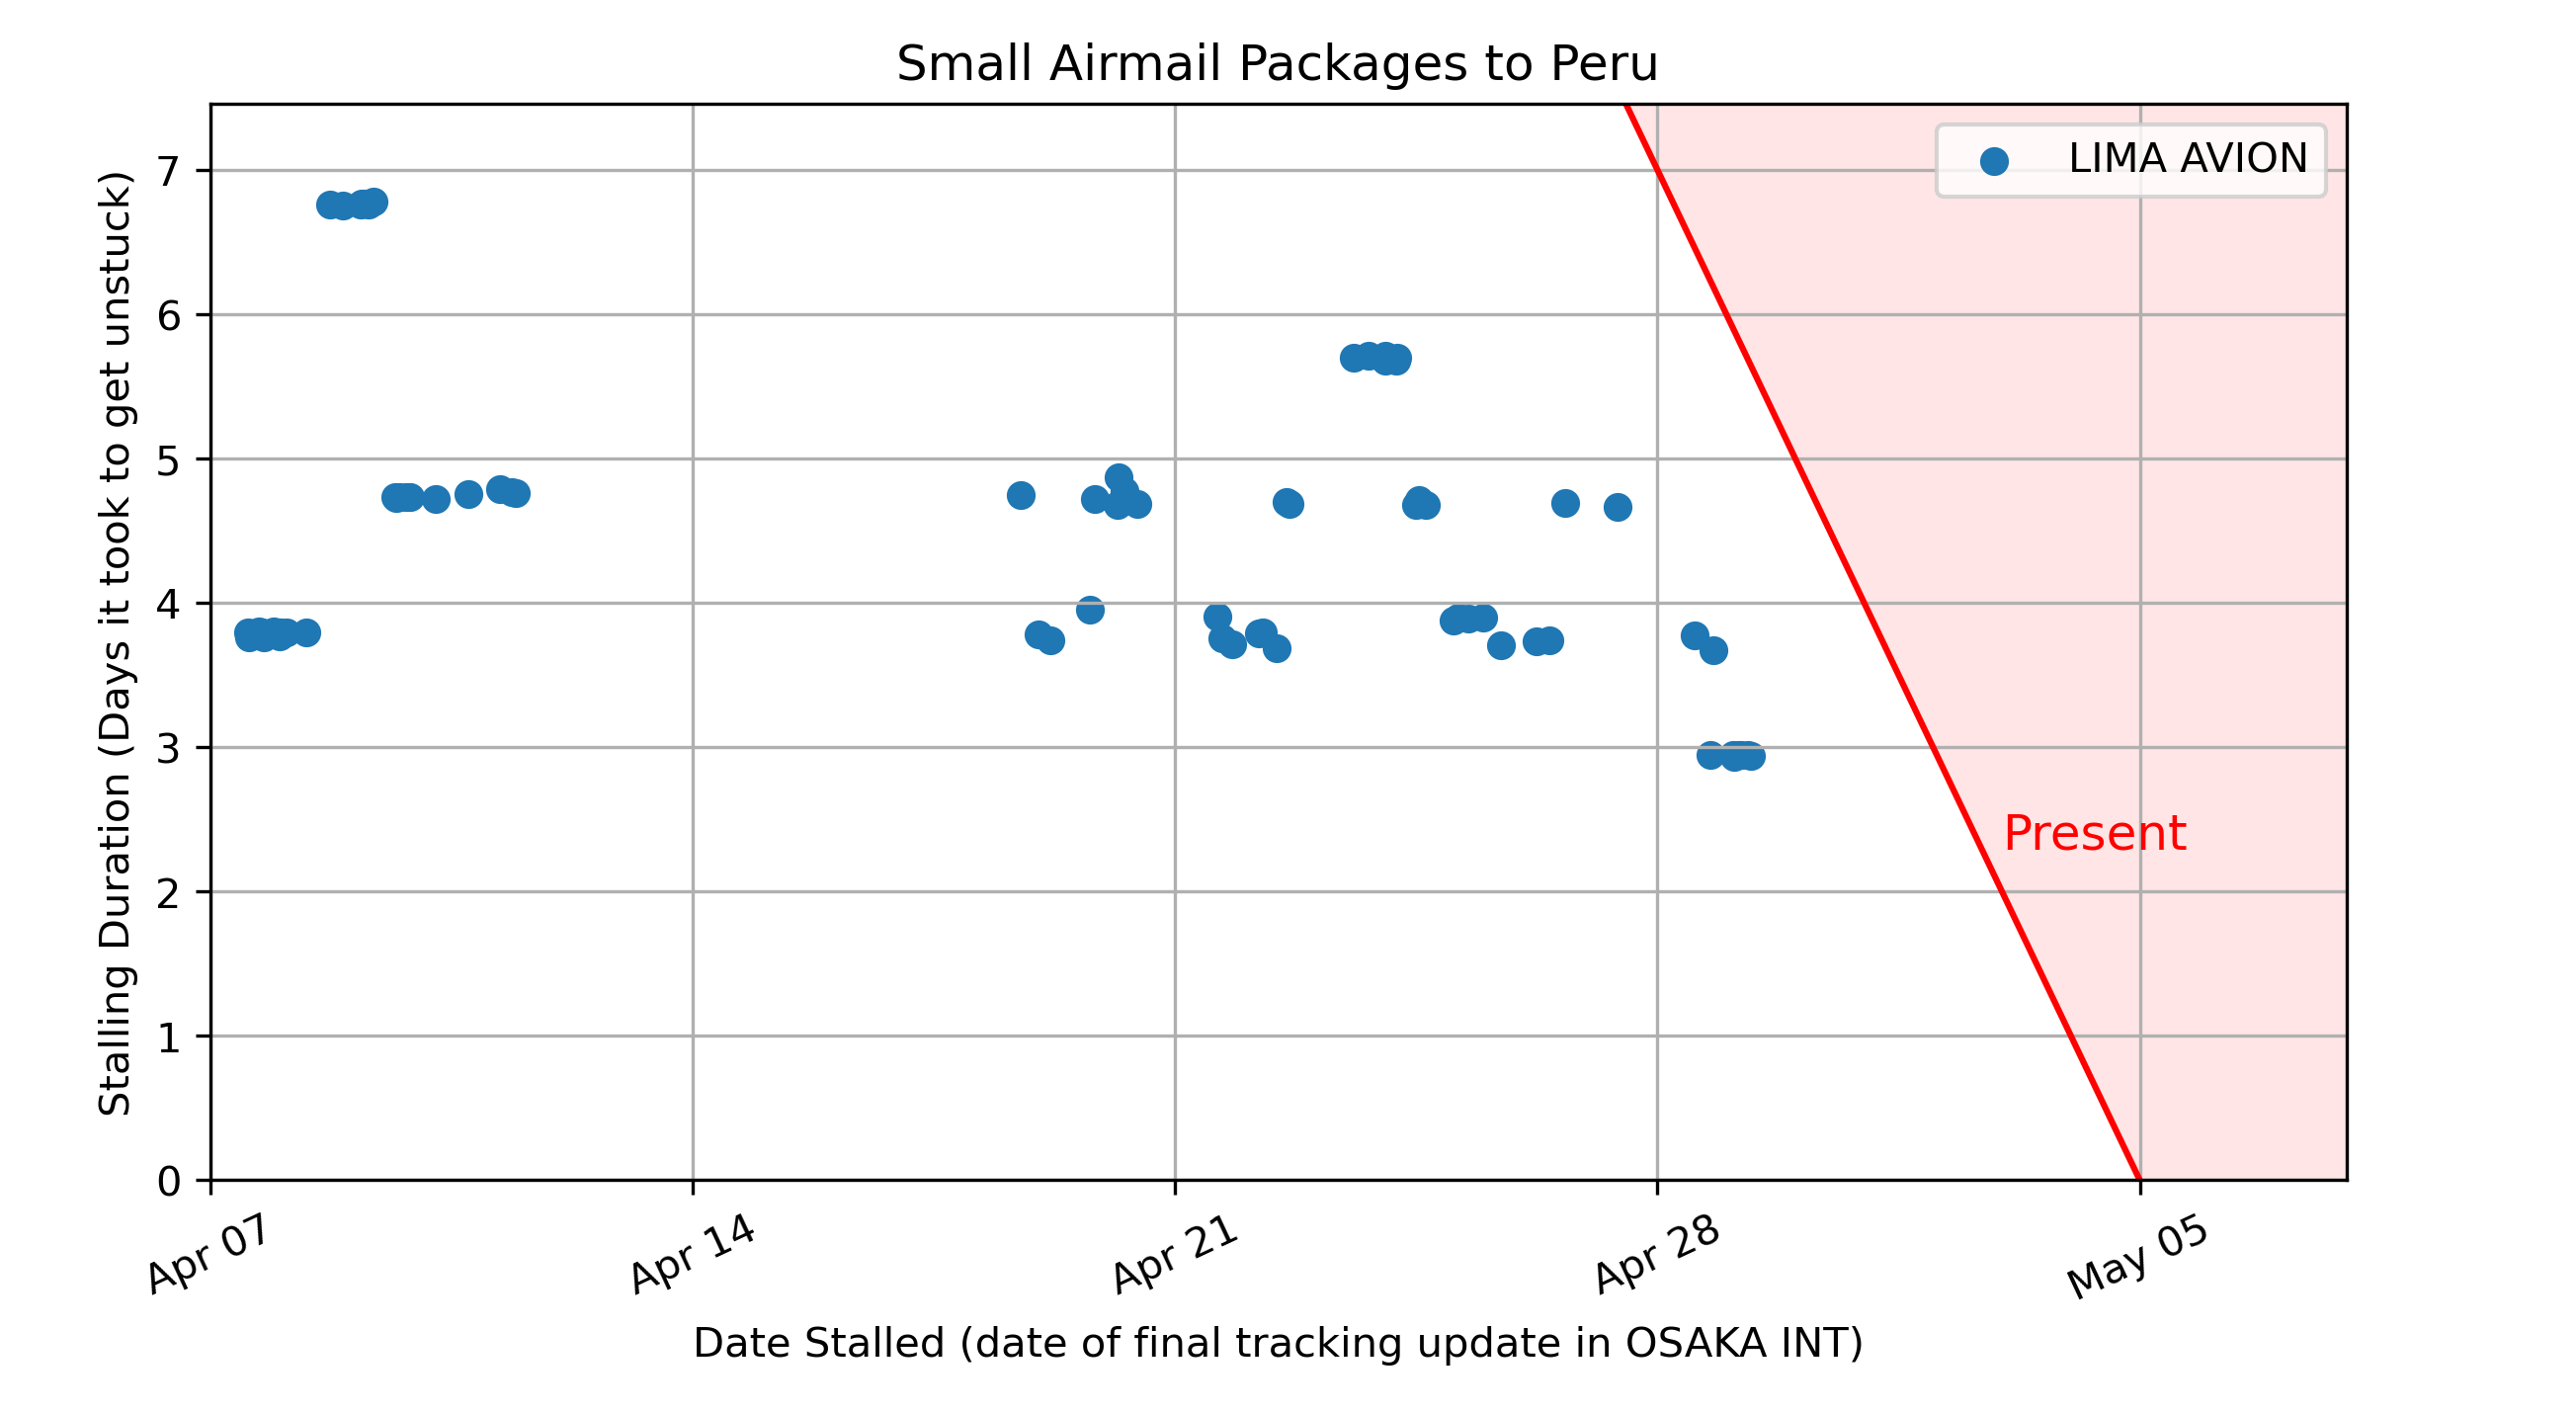 Small Airmail Packages to Peru
LIMA AVION
Stalling Duration (Days it took to get unstuck)
7
6
5
4
3
2
1
0
Present
Apr 07
Apr 14
Apr 21
Apr 28
May 05
Date Stalled (date of final tracking update in OSAKA INT)